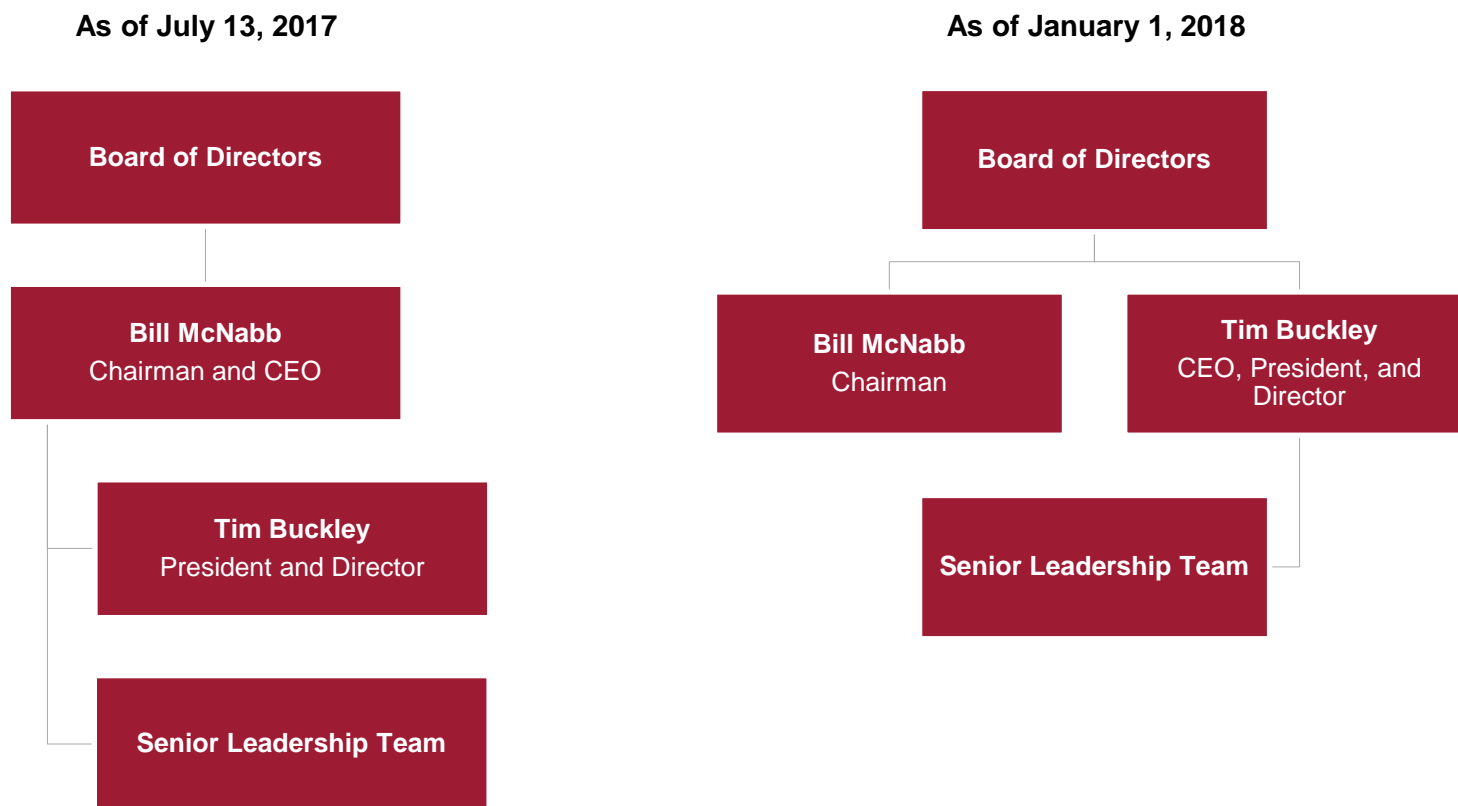 As of July 13, 2017
Board of Directors
Bill McNabb
Chairman and CEO
Tim Buckley
President and Director
Senior Leadership Team
As of January 1, 2018
Board of Directors
Bill McNabb
Chairman
Tim Buckley
CEO, President, and
Director
Senior Leadership Team